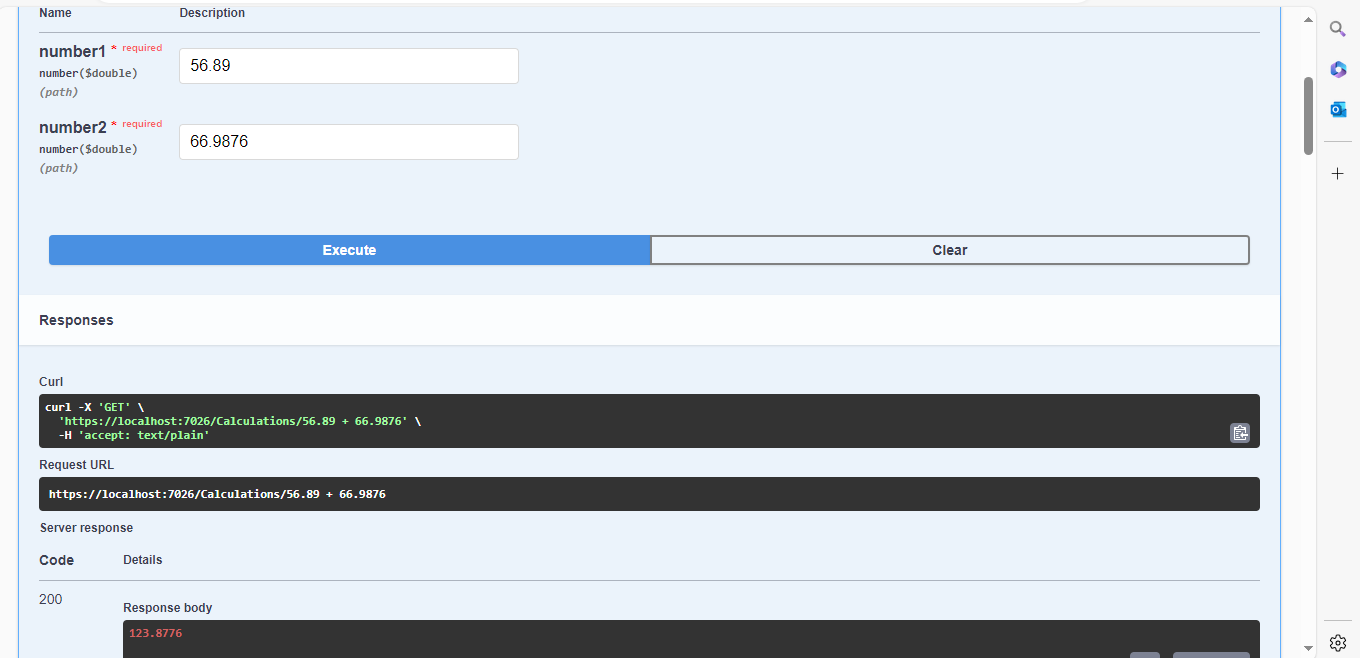 Name Description
number1 * required
number($double)
(path)
56.89
number2 * required
number($double)
(path)
66.9876
Execute Clear
Responses
Curl
curl -X 'GET' \
'https://localhost:7026/Calculations/56.89 + 66.9876' \
-H 'accept: text/plain'
Request URL
https://localhost:7026/Calculations/56.89 + 66.9876
Server response
Code Details
200
Response body
123.8776